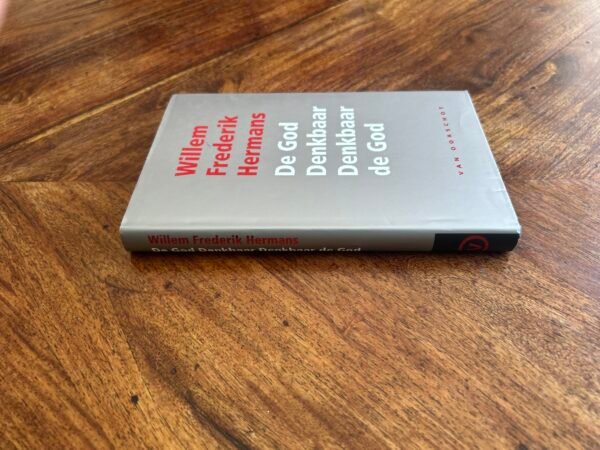 Willem
Frederik
Hermans
De God
Denkbaar
Denkbaar
de God
VAN OORSCHOT
Willem Frederik Hermans
De God Denkbaar Denkbaar de God